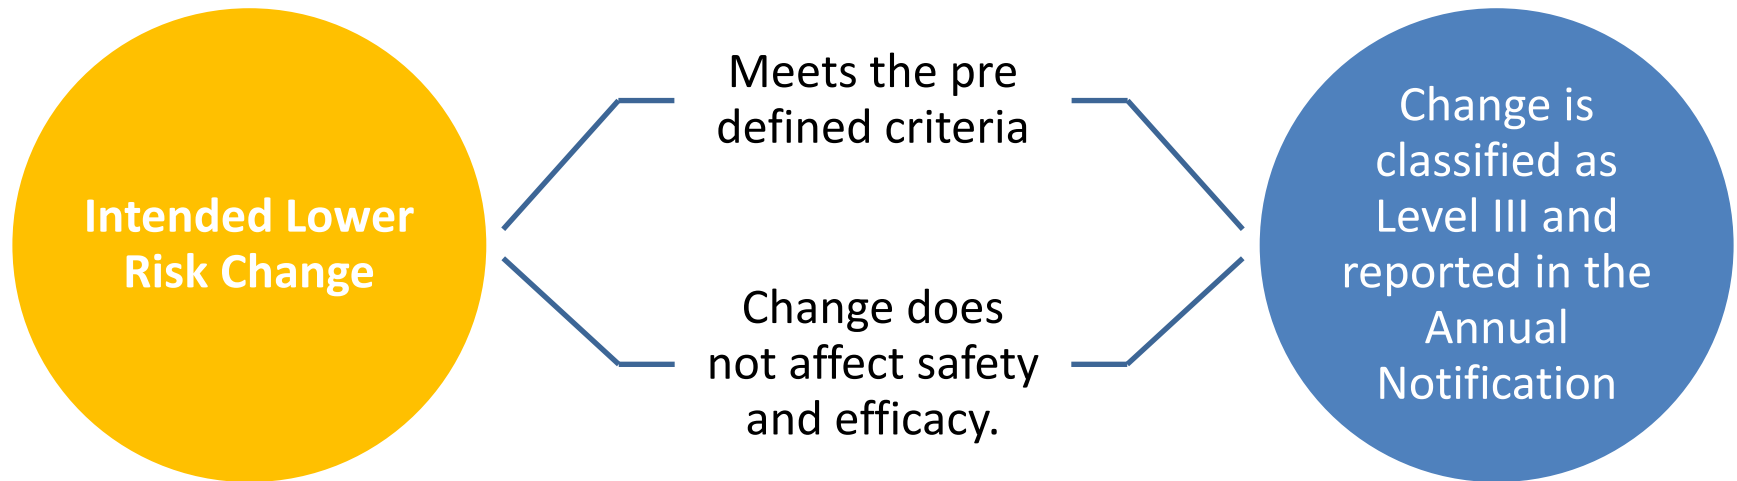 Intended Lower
Risk Change
Meets the pre
defined criteria
Change does
not affect safety
and efficacy.
Change is
classified as
Level III and
reported in the
Annual
Notification